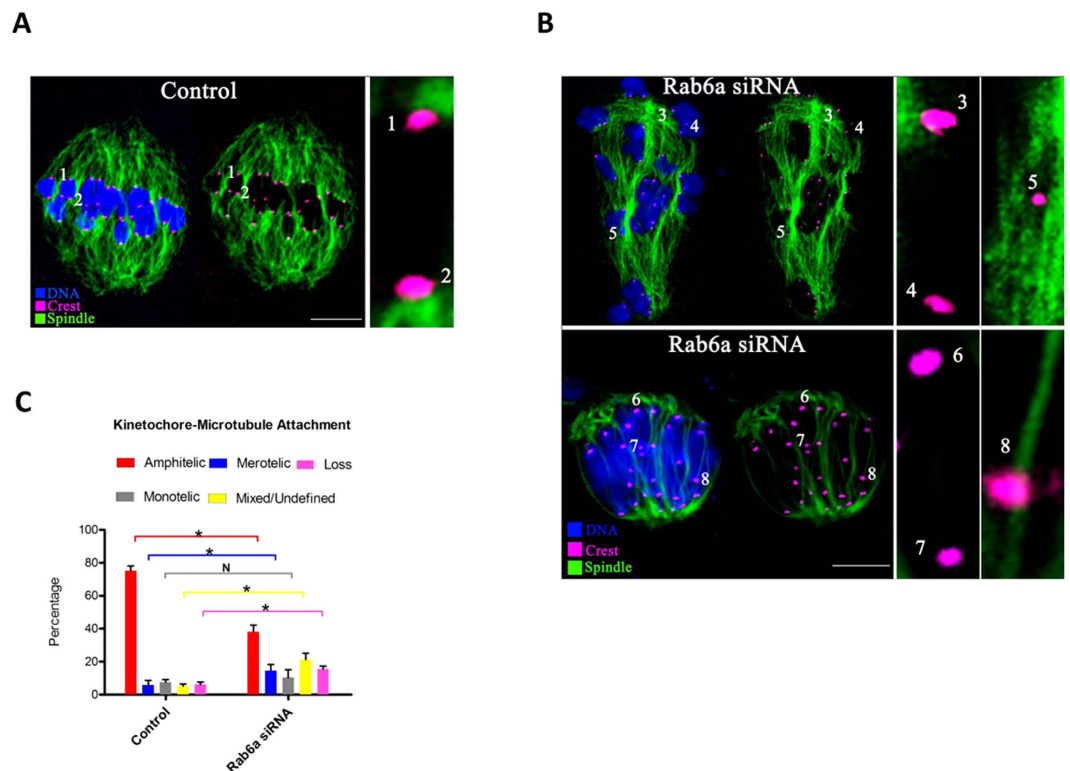 A
Control
1
2
1
2
1
2
DNA
Crest
Spindle
B
Rab6a siRNA
3
4
5
3
4
5
3
4
5
Rab6a siRNA
6
7
8
6
7
8
6
7
8
DNA
Crest
Spindle
C
Kinetochore-Microtubule Attachment
Amphitelic Merotelic Loss
Monotelic Mixed/Undefined
Percentage
100
80
60
40
20
0
*
*
N
*
*
Control
Rab6a siRNA